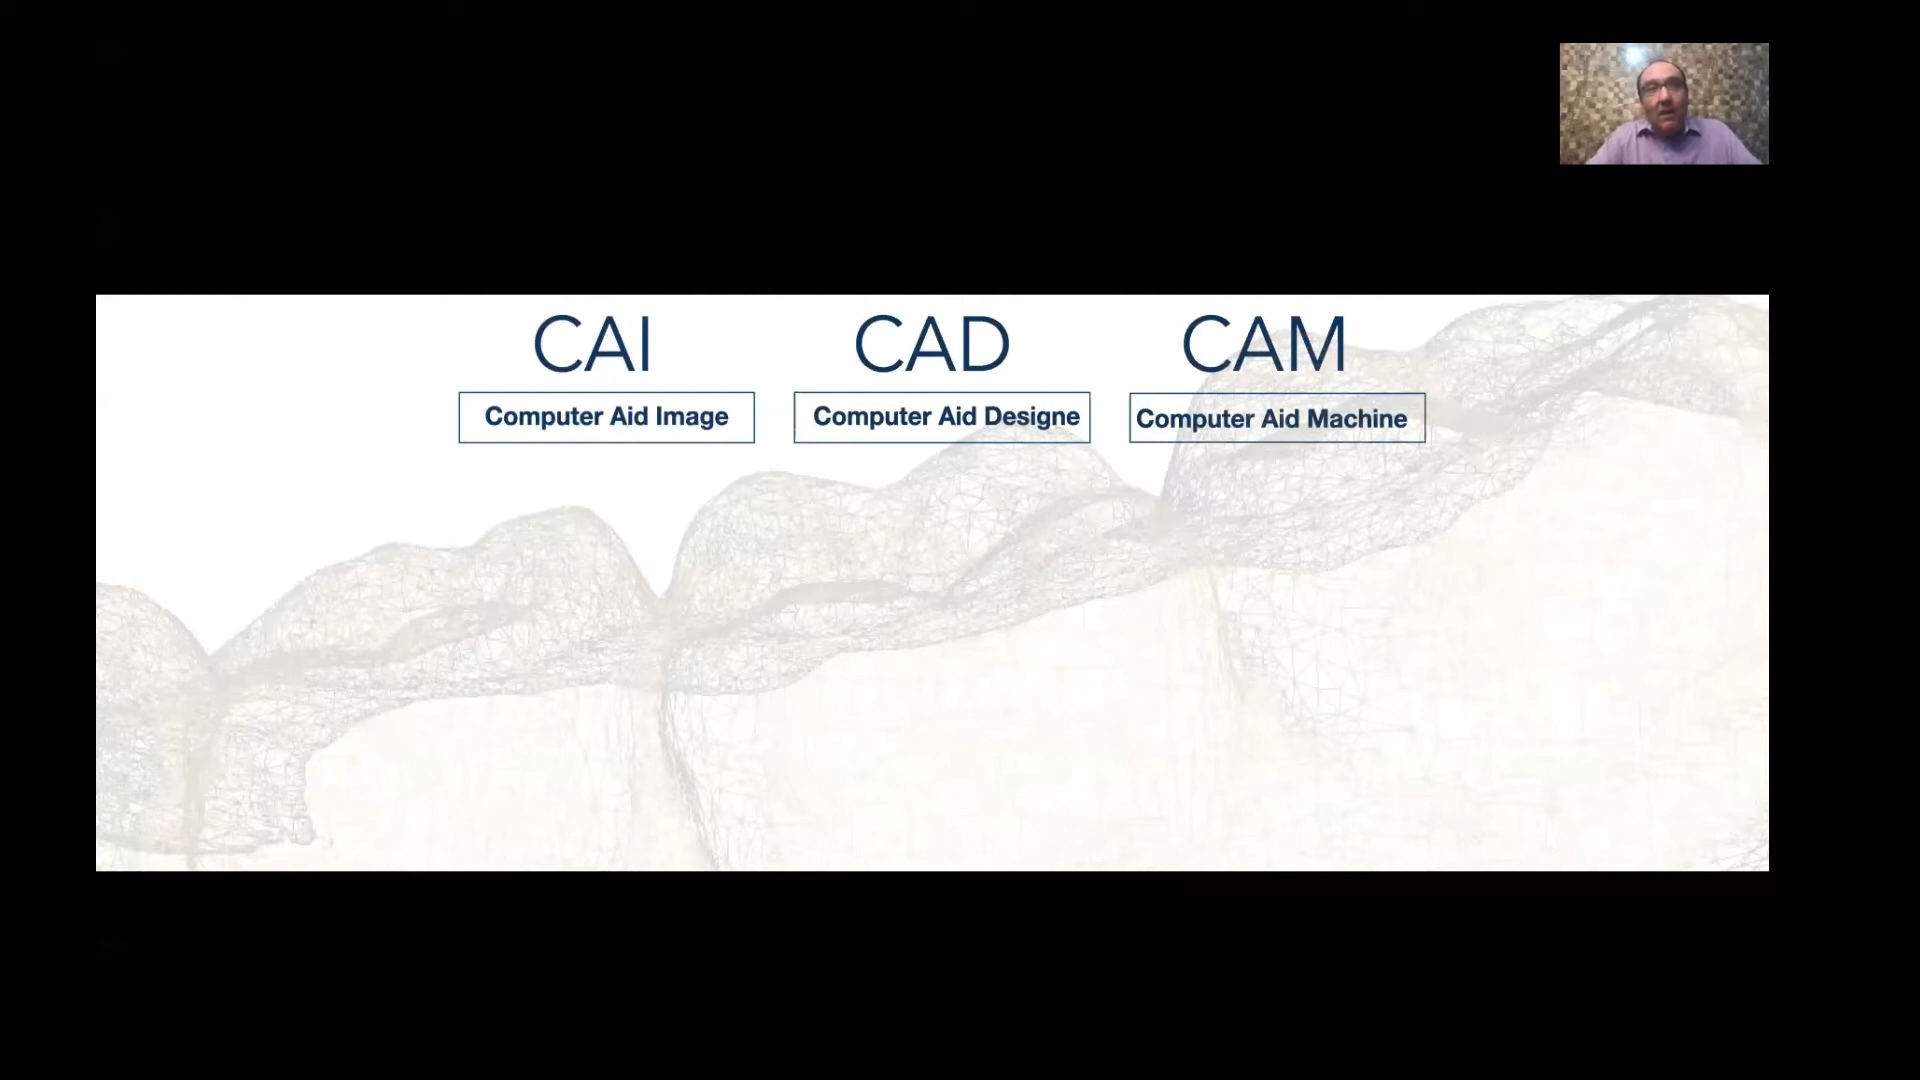 CAI
CAD
CAM
Computer Aid Image
Computer Aid Designe
Computer Aid Machine